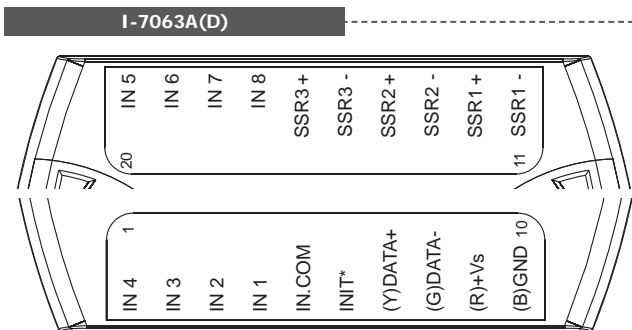 I-7063A(D)
IN 5
IN 6
IN 7
IN 8
SSR3 +
SSR3 -
SSR2 +
SSR2 -
SSR1 +
SSR1 -
20
11
1
10
IN 4
IN 3
IN 2
IN 1
IN.COM
INIT*
(Y)DATA+
(G)DATA-
(R)+Vs
(B)GND